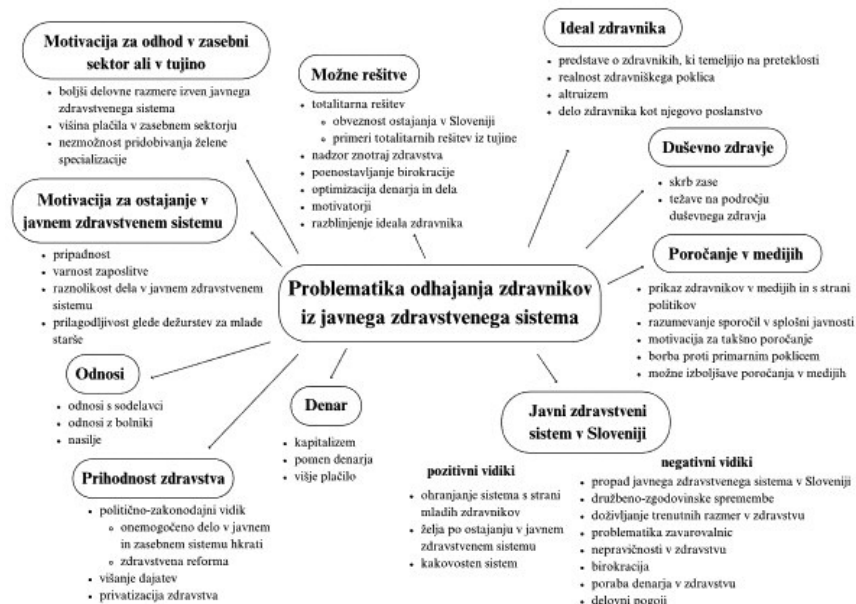 Motivacija za odhod v zasebni
sektor ali v tujino
boljši delovne razmere izven javnega
zdravstvenega sistema
višina plačila v zasebnem sektorju
nezmožnost pridobivanja želene
specializacije
Možne rešitve
totalitarna rešitev
obveznost ostajanja v Sloveniji
primeri totalitarnih rešitev iz tujine
nadzor znotraj zdravstva
poenostavljanje birokracije
optimizacija denarja in dela
motivatorji
razblinjenje ideala zdravnika
Ideal zdravnika
predstave o zdravnikih, ki temeljijo na preteklosti
realnost zdravniškega poklica
altruizem
delo zdravnika kot njegovo poslanstvo
Duševno zdravje
skrb zase
težave na področju
duševnega zdravja
Motivacija za ostajanje v
javnem zdravstvenem sistemu
pripadnost
varnost zaposlitve
raznolikost dela v javnem zdravstvenem
sistemu
prilagodljivost glede dežurstev za mlade
starše
Problematika odhajanja zdravnikov
iz javnega zdravstvenega sistema
Poročanje v medijih
prikaz zdravnikov v medijih in s strani
politikov
razumevanje sporočil v splošni javnosti
motivacija za takšno poročanje
borba proti primarnim poklicem
možne izboljšave poročanja v medijih
Odnosi
odnosi s sodelavci
odnosi z bolniki
nasilje
Denar
kapitalizem
pomen denarja
višje plačilo
Javni zdravstveni
sistem v Sloveniji
pozitivni vidiki
ohranjanje sistema s strani
mladih zdravnikov
želja po ostajanju v javnem
zdravstvenem sistemu
kakovosten sistem
negativni vidiki
propad javnega zdravstvenega sistema v Sloveniji
družbeno-zgodovinske spremembe
doživljanje trenutnih razmer v zdravstvu
problematika zavarovalnic
nepravičnosti v zdravstvu
birokracija
poraba denarja v zdravstvu
delovni pogoji
Prihodnost zdravstva
politično-zakonodajni vidik
onemogočeno delo v javnem
in zasebnem sistemu hkrati
zdravstvena reforma
višanje dajatev
privatizacija zdravstva